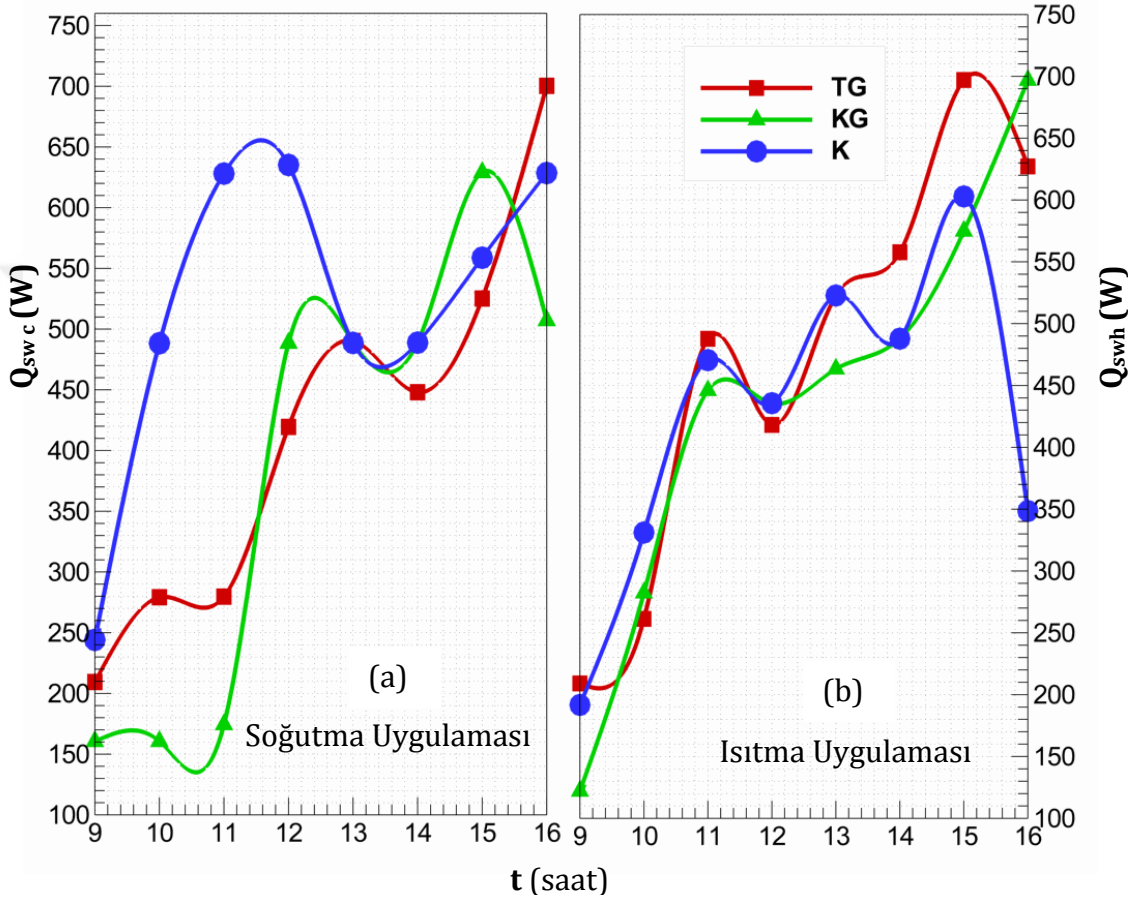 750
700
650
600
550
500
450
400
350
300
250
200
150
100
Qsw c (W)
9 10 11 12 13 14 15 16
(a)
Soğutma Uygulaması
TG
KG
K
(b)
Isıtma Uygulaması
9 10 11 12 13 14 15 16
750
700
650
600
550
500
450
400
350
300
250
200
150
100
Qswh (W)
t (saat)